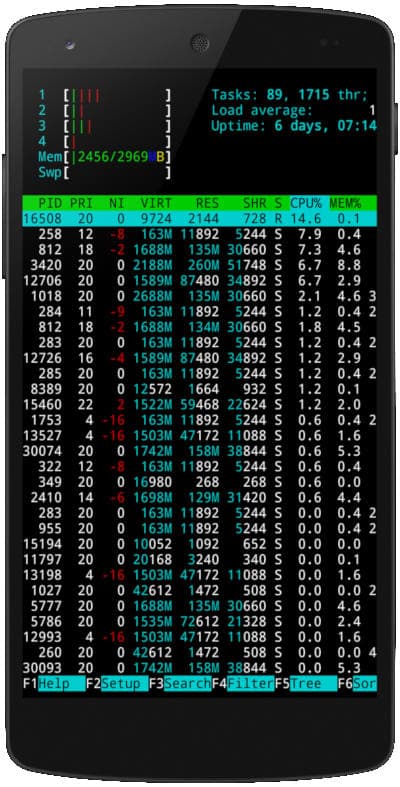 1 [|||| ] Tasks: 89, 1715 thr;
2 [|| ] Load average: 1
3 [||| ] Uptime: 6 days, 07:14
4 [| ]
Mem[|2456/2969MB]
Swp[ ]
PID PRI NI VIRT RES SHR S CPU% MEM%
16508 20 0 9724 2144 728 R 14.6 0.1
258 12 -8 163M 11892 5244 S 7.9 0.4
812 18 -2 1688M 135M 30660 S 7.3 4.6
3420 20 0 2188M 260M 51748 S 6.7 8.8
12706 20 0 1589M 87480 34892 S 6.7 2.9
1018 20 0 2688M 135M 30660 S 2.1 4.6 3
284 11 -9 163M 11892 5244 S 1.2 0.4 2
812 18 -2 1688M 134M 30660 S 1.8 4.5
283 20 0 163M 11892 5244 S 1.2 0.4 2
12726 16 -4 1589M 87480 34892 S 1.2 2.9
285 20 0 163M 11892 5244 S 1.2 0.4 2
8389 20 0 12572 1664 932 S 1.2 0.1
15460 22 2 1522M 59468 22624 S 1.2 2.0
1753 4 -16 163M 11892 5244 S 0.6 0.4 2
13527 4 -16 1503M 47172 11088 S 0.6 1.6
30074 20 0 1742M 158M 38844 S 0.6 5.3
322 12 -8 163M 11892 5244 S 0.6 0.4
349 20 0 16980 268 268 S 0.6 0.0
2410 14 -6 1698M 129M 31420 S 0.6 4.4
283 20 0 163M 11892 5244 S 0.0 0.4 2
955 20 0 163M 11892 5244 S 0.0 0.4 2
15194 20 0 10052 1092 652 S 0.0 0.0
11797 20 0 20168 3240 340 S 0.0 0.1
13198 4 -16 1503M 47172 11088 S 0.0 1.6
1027 20 0 42612 1472 508 S 0.0 0.0 2
5777 20 0 1688M 135M 30660 S 0.0 4.6
5786 20 0 1535M 72612 21328 S 0.0 2.4
12993 4 -16 1503M 47172 11088 S 0.0 1.6
260 20 0 42612 1472 508 S 0.0 0.0 4
30093 20 0 1742M 158M 38844 S 0.0 5.3
F1Help F2Setup F3SearchF4FilterF5Tree F6Sor